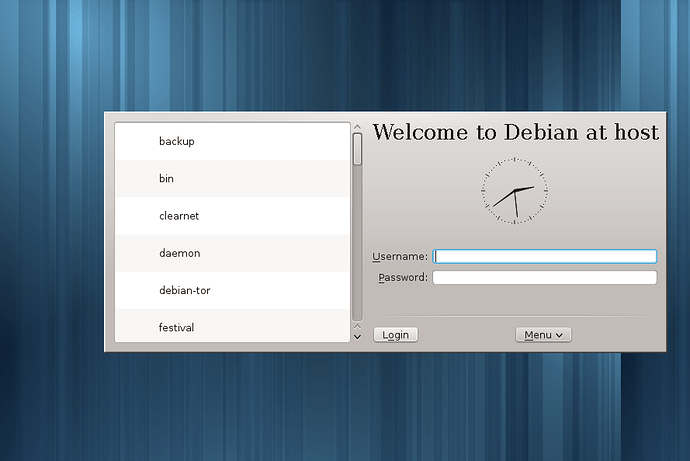 Welcome to Debian at host
backup
bin
clearnet
daemon
debian-tor
festival
Username:
Password:
Login
Menu